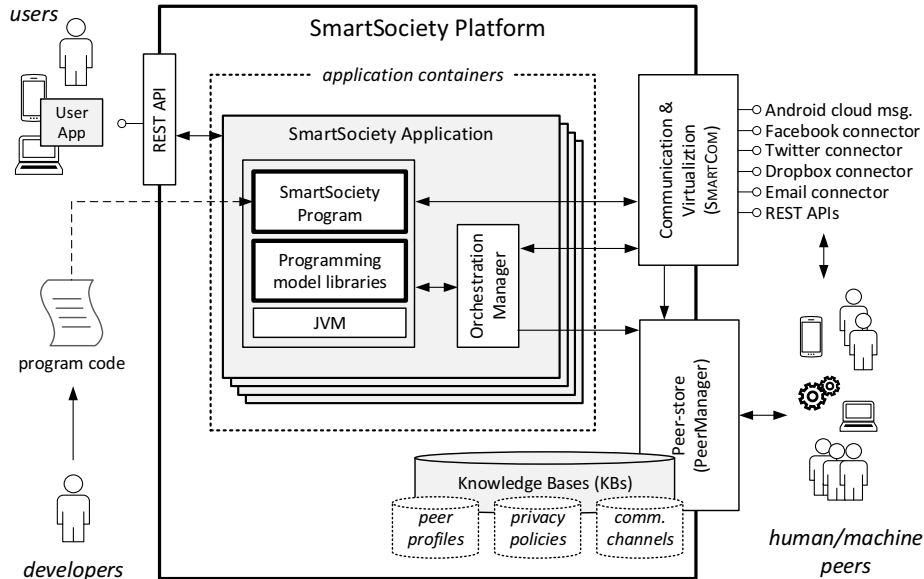 users
SmartSociety Platform
application containers
User
App
REST API
SmartSociety Application
SmartSociety
Program
Programming
model libraries
JVM
Orchestration
Manager
Communication &
Virtualiztion
(SMARTCOM)
Android cloud msg.
Facebook connector
Twitter connector
Dropbox connector
Email connector
REST APIs
program code
Peer-store
(PeerManager)
Knowledge Bases (KBs)
peer
profiles
privacy
policies
comm.
channels
developers
human/machine
peers